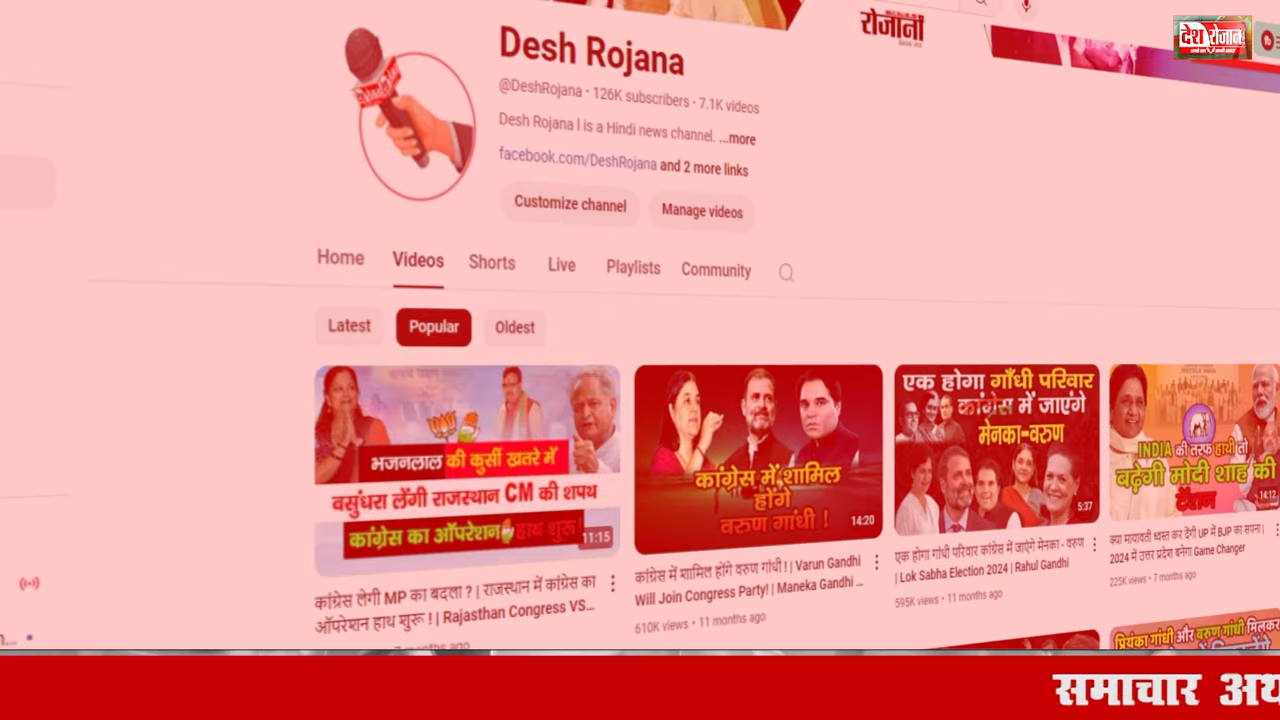 रोजाना
देश रोजाना
Desh Rojana
@DeshRojana • 126K subscribers • 7.1K videos
Desh Rojana l is a Hindi news channel. ...more
facebook.com/DeshRojana and 2 more links
Customize channel Manage videos
Home Videos Shorts Live Playlists Community
Latest Popular Oldest
भजनलाल की कुर्सी खतरे में
वसुंधरा लेंगी राजस्थान CM की शपथ
कांग्रेस का ऑपरेशन हाथ शुरू
11:15
कांग्रेस लेगी MP का बदला ? | राजस्थान में कांग्रेस का
ऑपरेशन हाथ शुरू ! | Rajasthan Congress VS...
months ago
कांग्रेस में शामिल
होंगे
वरुण गांधी !
14:20
कांग्रेस में शामिल होंगे वरुण गांधी ! | Varun Gandhi
Will Join Congress Party! | Maneka Gandhi ...
610K views • 11 months ago
एक होगा गाँधी परिवार
कांग्रेस में जाएंगे
मेनका-वरुण
5:37
एक होगा गांधी परिवार कांग्रेस में जाएंगे मेनका - वरुण
| Lok Sabha Election 2024 | Rahul Gandhi
595K views • 11 months ago
INDIA की तरफ हाथी तो
बढ़ेगी मोदी शाह की
टेंशन
14:12
क्या मायावती ध्वस्त कर देंगी UP में BJP का सपना |
2024 में उत्तर प्रदेश बनेगा Game Changer
225K views • 7 months ago
प्रियंका गांधी और वरुण गांधी मिलकर
समाचार अथ